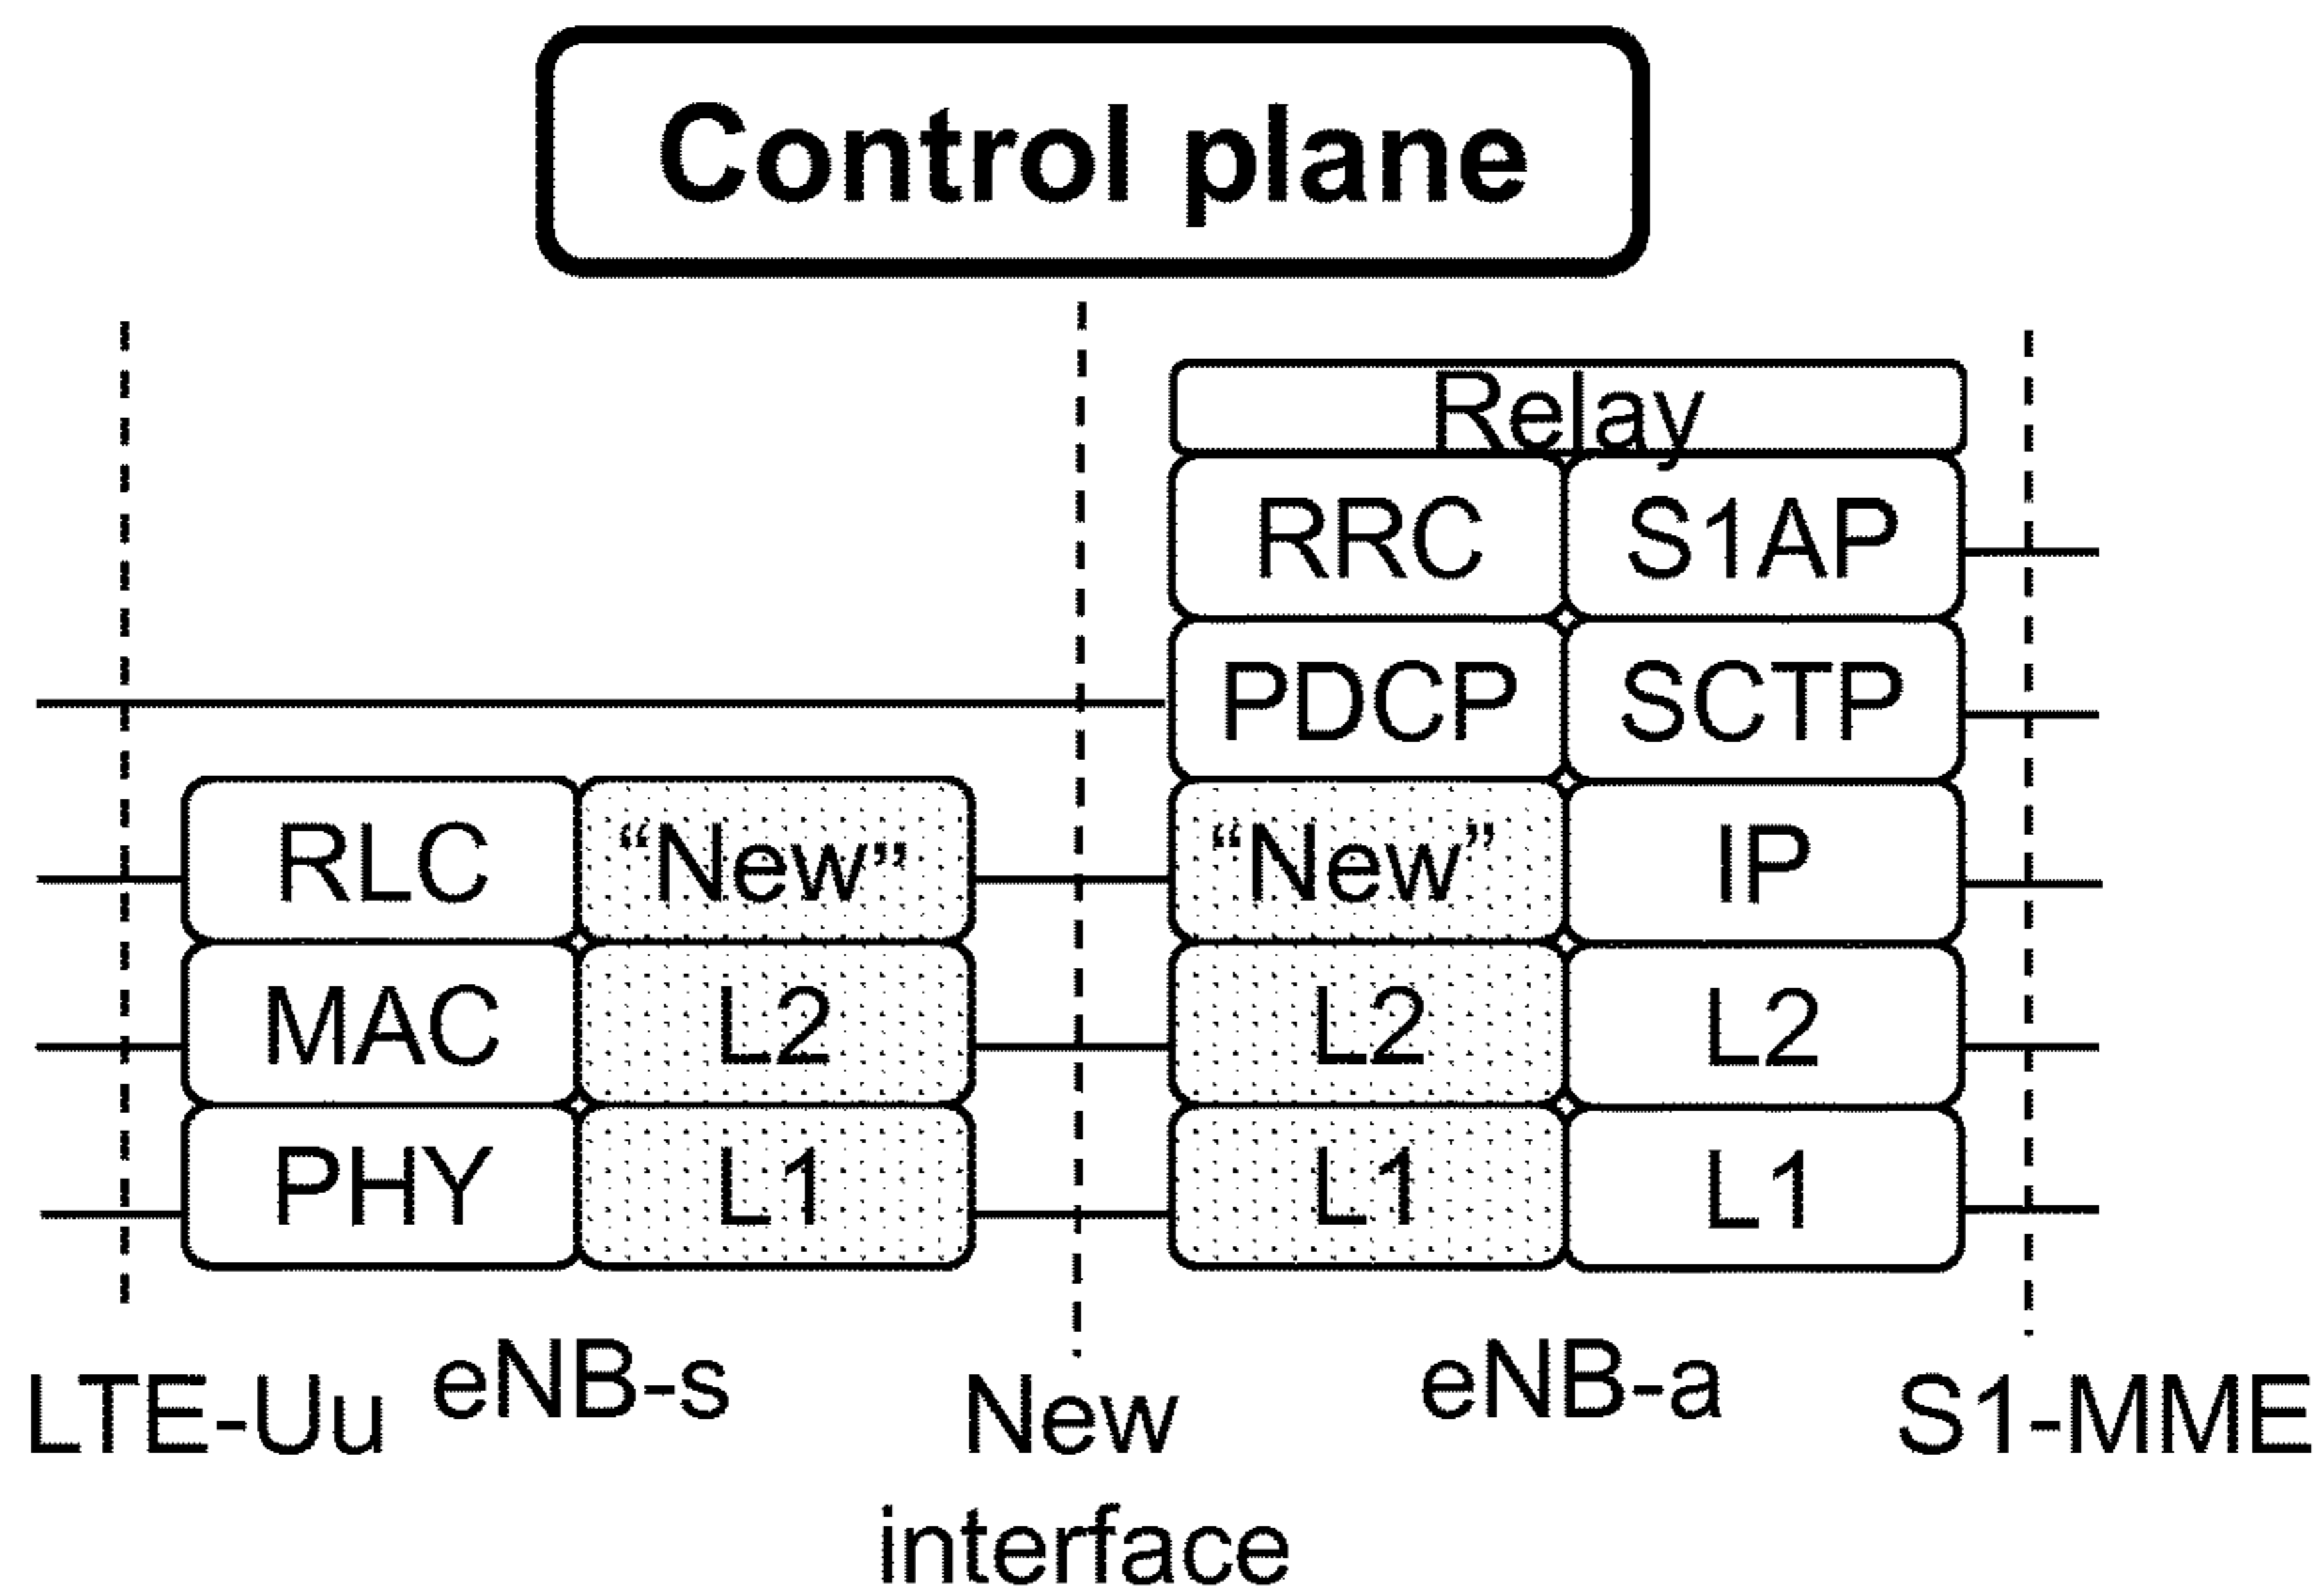 Control plane
Relay
RRC S1AP
PDCP SCTP
RLC “New” “New” IP
MAC L2 L2 L2
PHY L1 L1 L1
LTE-Uu eNB-s New interface eNB-a S1-MME